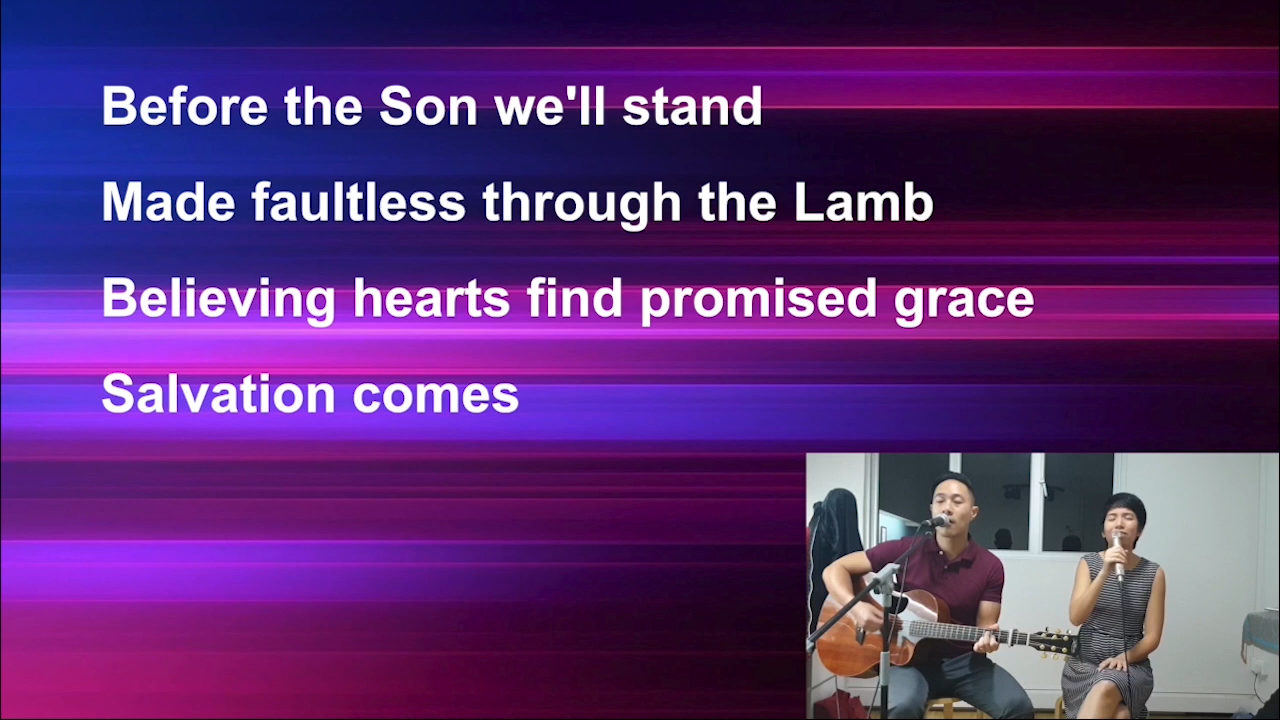 Before the Son we'll stand
Made faultless through the Lamb
Believing hearts find promised grace
Salvation comes